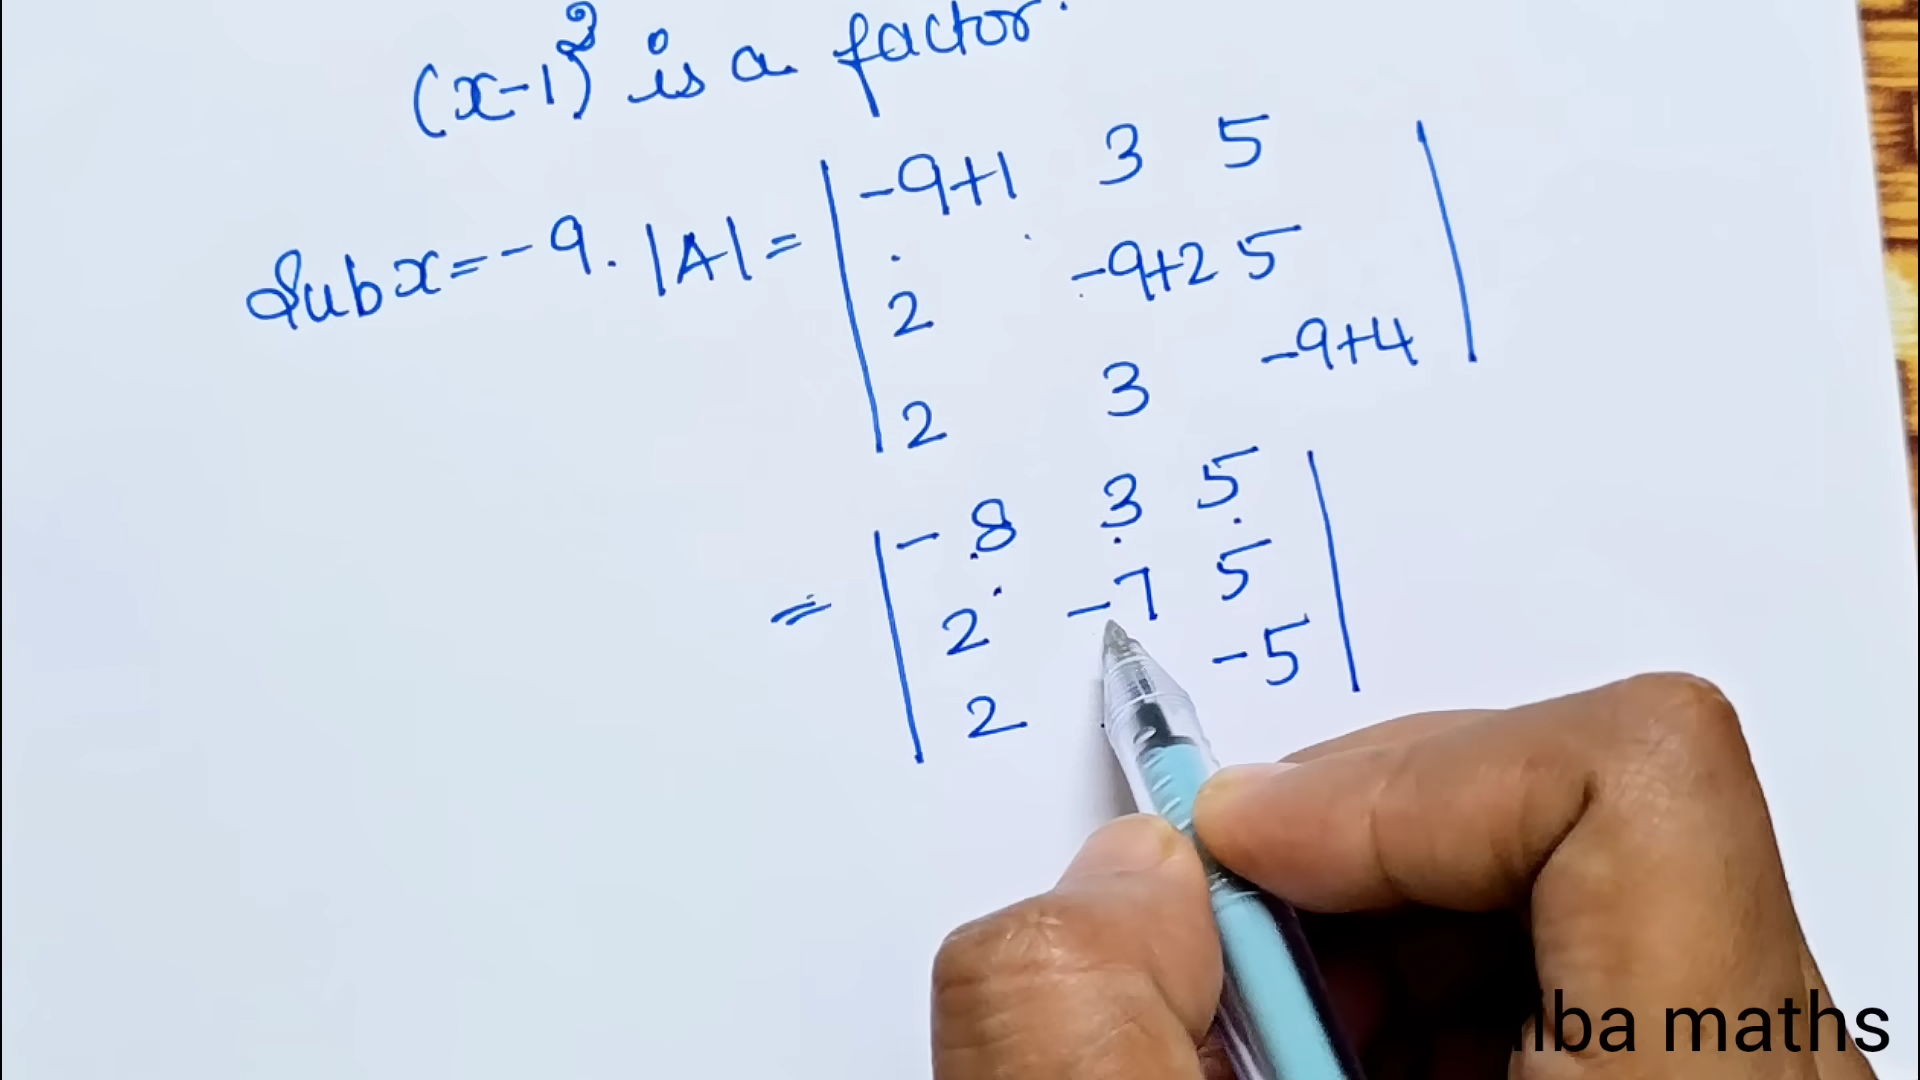 (x-1)² is a factor.
Sub x = -9. |A| = | -9+1 3 5 |
2 -9+2 5
2 3 -9+4
= | -8 3 5 |
2 -7 5
2 -5
iba maths